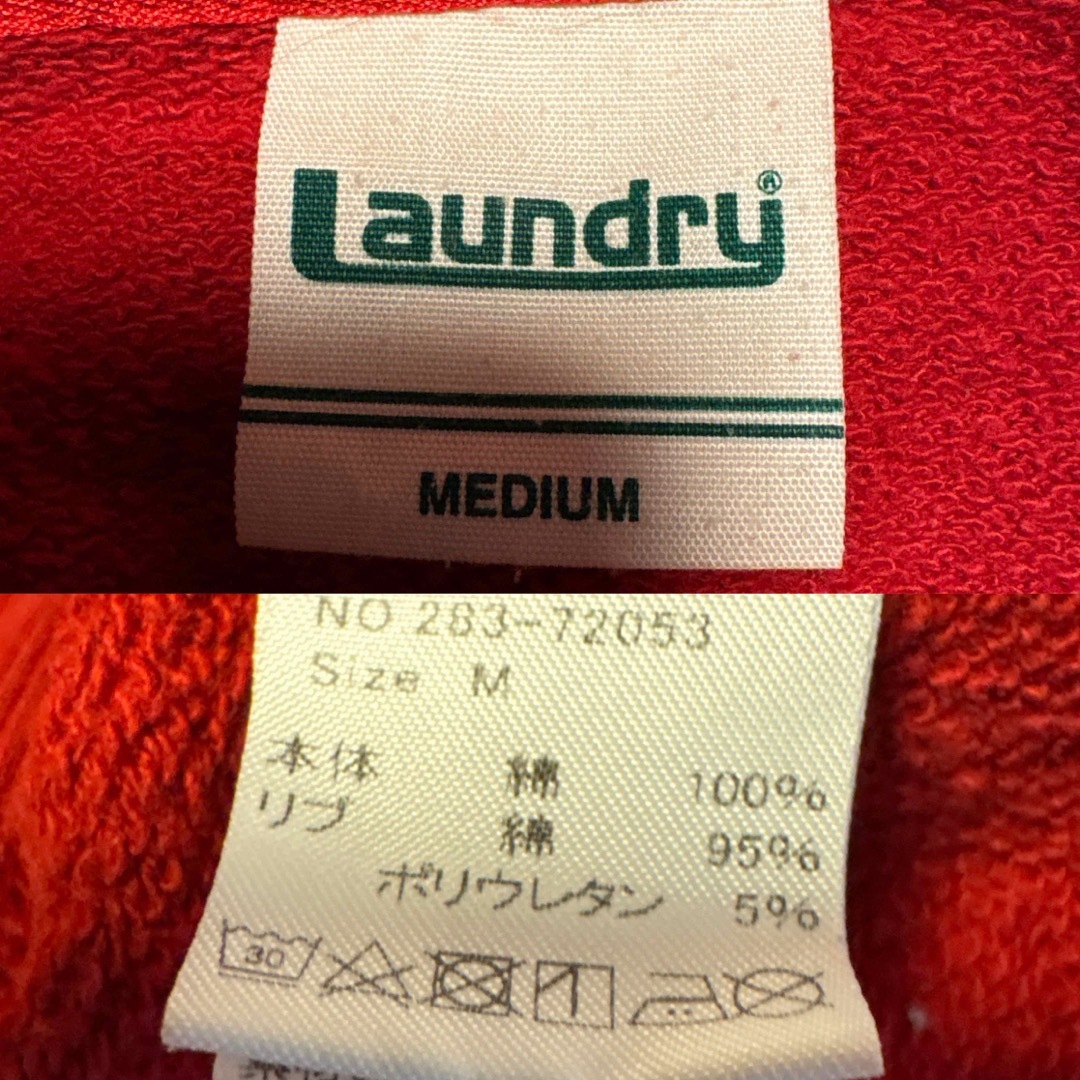 Laundry®
MEDIUM
NO 283-72053
Size M
本体 綿 100%
リブ 綿 95%
ポリウレタン 5%
30